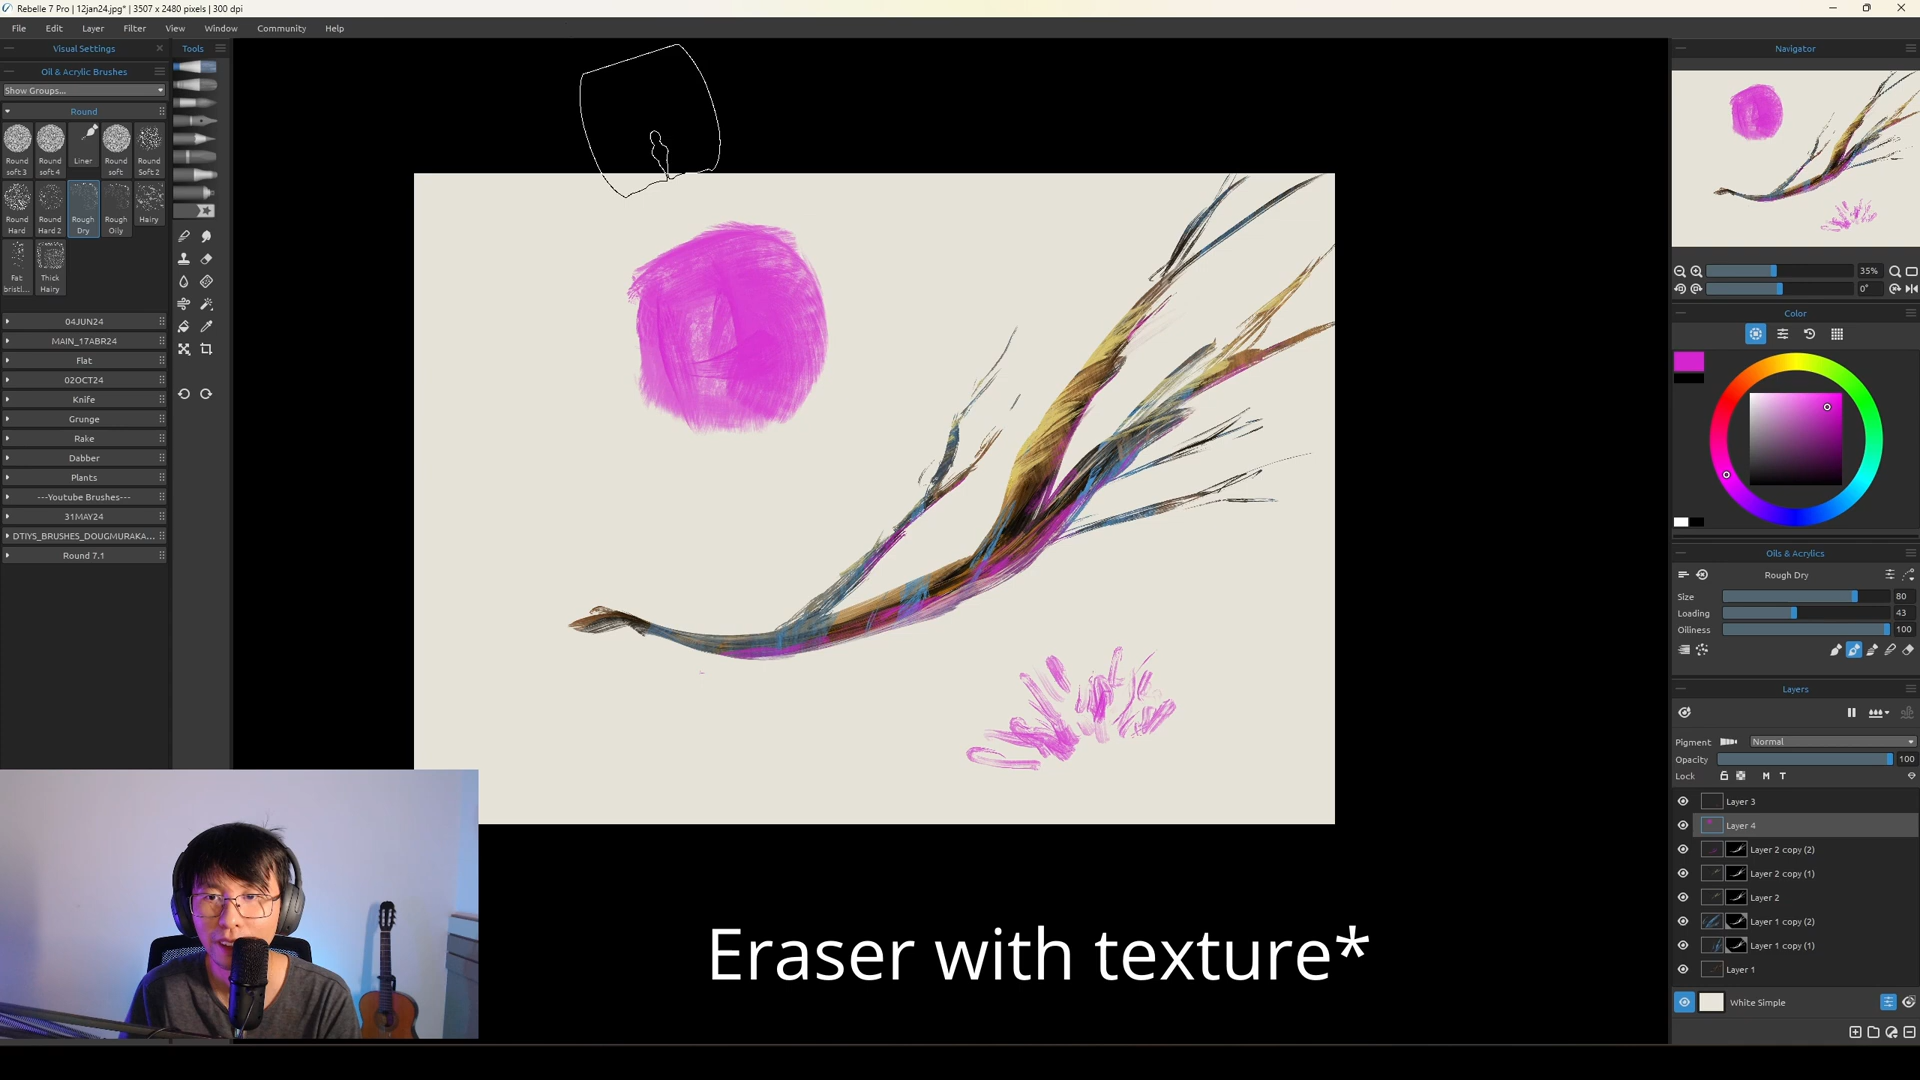 Rebelle 7 Pro | 12jan24.jpg* | 3507 x 2480 pixels | 300 dpi
File Edit Layer Filter View Window Community Help
Visual Settings
Tools
Oil & Acrylic Brushes
Show Groups...
Round
Round soft 3
Round soft 4
Liner
Round soft
Round Soft 2
Round Hard
Round Hard 2
Rough Dry
Rough Oily
Hairy
Fat bristl...
Thick Hairy
04JUN24
MAIN_17ABR24
Flat
02OCT24
Knife
Grunge
Rake
Dabber
Plants
---Youtube Brushes---
31MAY24
DTIYS_BRUSHES_DOUGMURAKA...
Round 7.1
Eraser with texture*
Navigator
35%
0°
Color
Oils & Acrylics
Rough Dry
Size 80
Loading 43
Oiliness 100
Layers
Pigment Normal
Opacity 100
Lock M T
Layer 3
Layer 4
Layer 2 copy (2)
Layer 2 copy (1)
Layer 2
Layer 1 copy (2)
Layer 1 copy (1)
Layer 1
White Simple